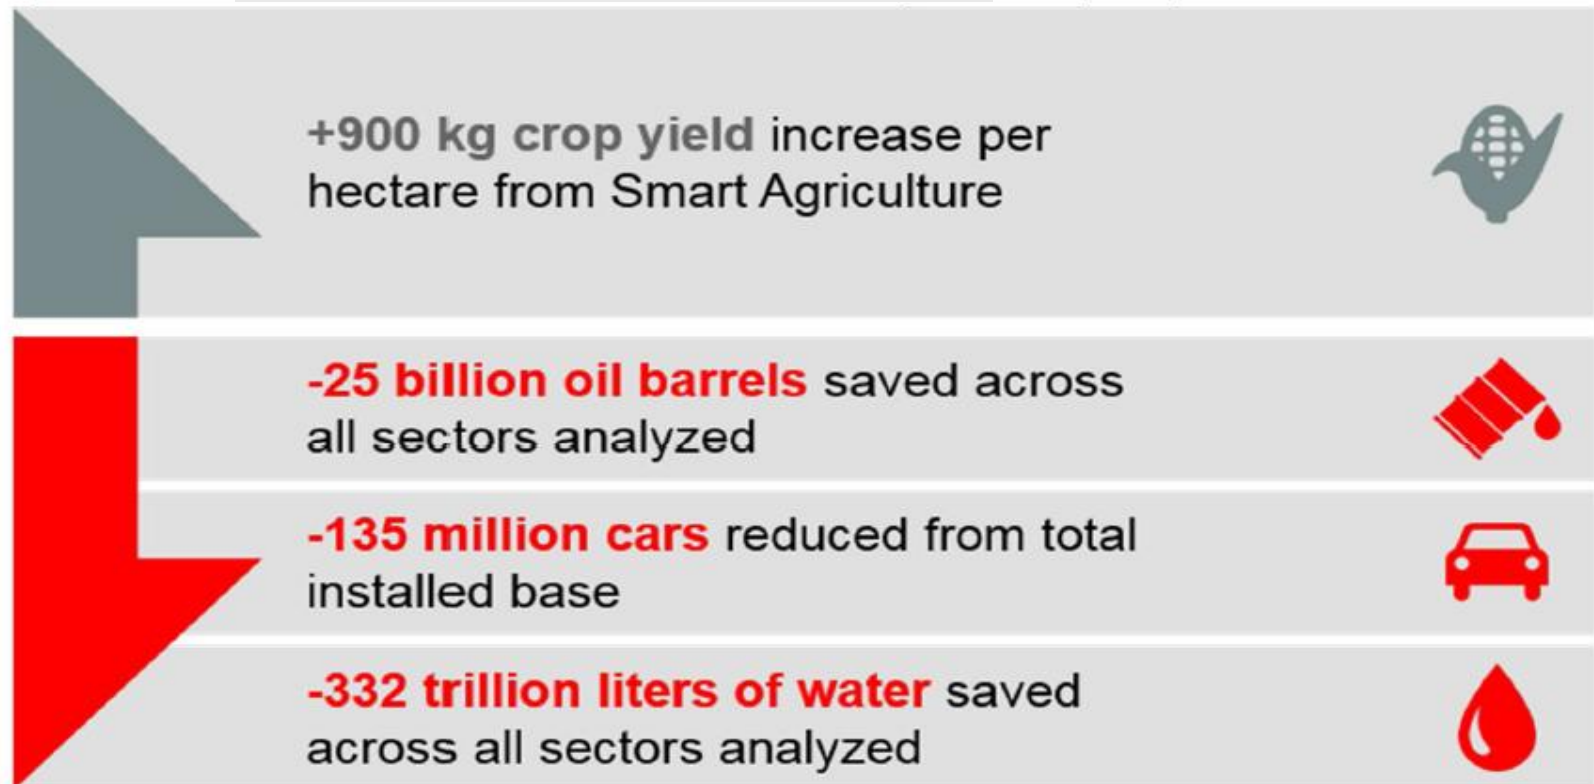 +900 kg crop yield increase per
hectare from Smart Agriculture
-25 billion oil barrels saved across
all sectors analyzed
-135 million cars reduced from total
installed base
-332 trillion liters of water saved
across all sectors analyzed